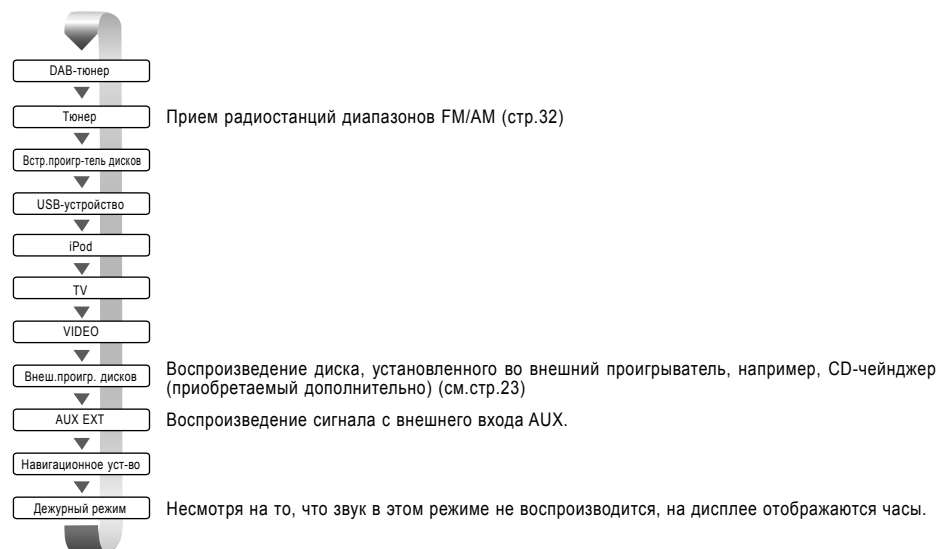 DAB-тюнер
Тюнер
Прием радиостанций диапазонов FM/AM (стр.32)
Встр.проигр-тель дисков
USB-устройство
iPod
TV
VIDEO
Внеш.проигр. дисков
Воспроизведение диска, установленного во внешний проигрыватель, например, CD-чейнджер
(приобретаемый дополнительно) (см.стр.23)
AUX EXT
Воспроизведение сигнала с внешнего входа AUX.
Навигационное уст-во
Дежурный режим
Несмотря на то, что звук в этом режиме не воспроизводится, на дисплее отображаются часы.